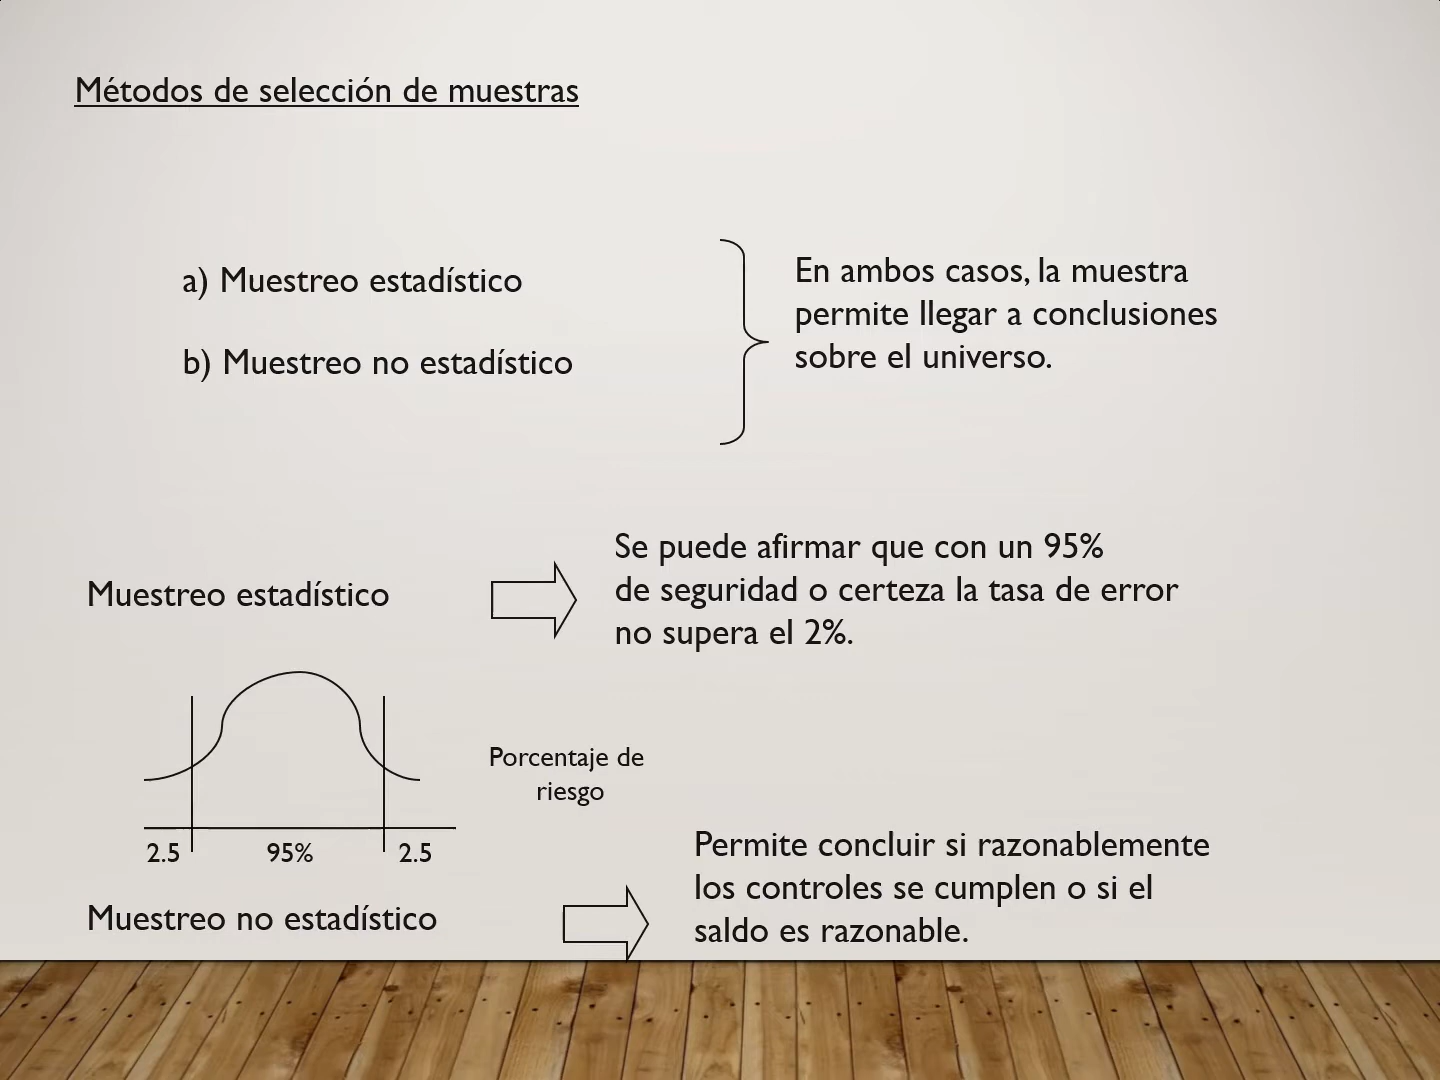 Métodos de selección de muestras
a) Muestreo estadístico
b) Muestreo no estadístico
En ambos casos, la muestra
permite llegar a conclusiones
sobre el universo.
Muestreo estadístico
Se puede afirmar que con un 95%
de seguridad o certeza la tasa de error
no supera el 2%.
Porcentaje de
riesgo
2.5 95% 2.5
Muestreo no estadístico
Permite concluir si razonablemente
los controles se cumplen o si el
saldo es razonable.